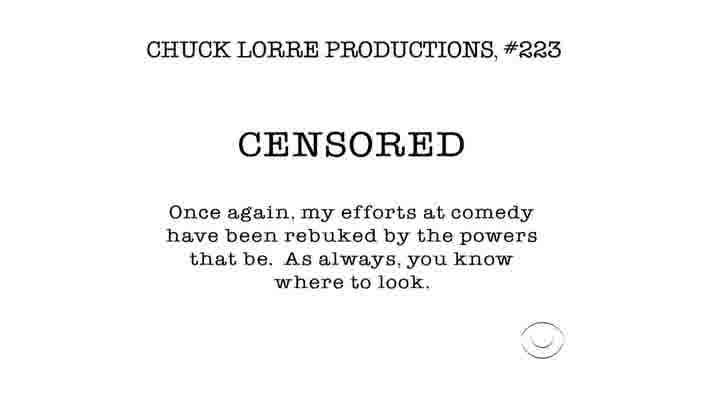 CHUCK LORRE PRODUCTIONS, #223
CENSORED
Once again, my efforts at comedy
have been rebuked by the powers
that be.  As always, you know
where to look.